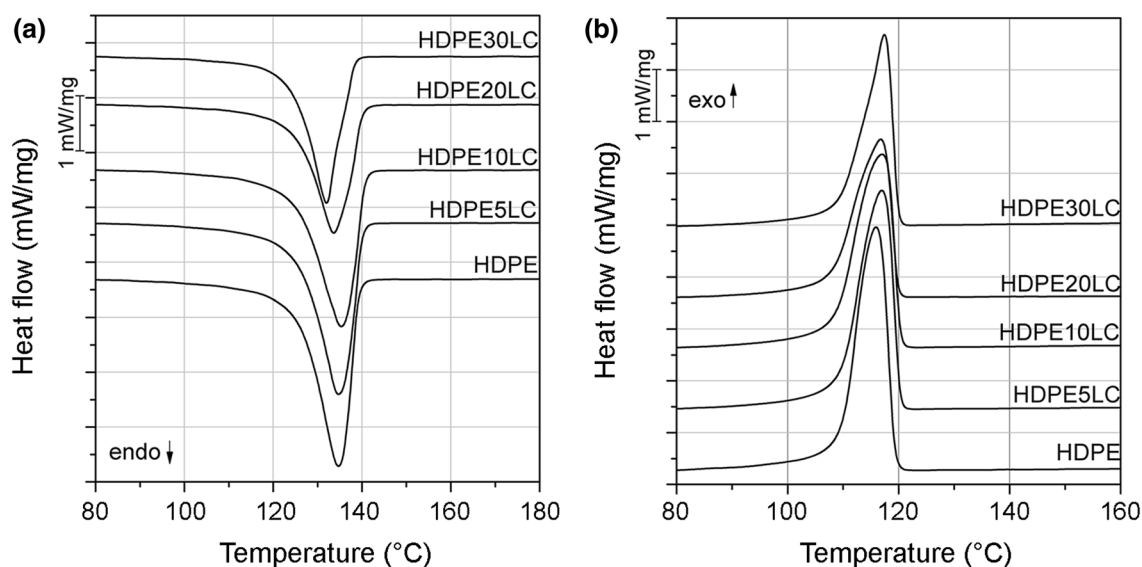 (a)
HDPE30LC
HDPE20LC
HDPE10LC
HDPE5LC
HDPE
1 mW/mg
Heat flow (mW/mg)
endo ↓
80 100 120 140 160 180
Temperature (°C)
(b)
exo ↑
1 mW/mg
HDPE30LC
HDPE20LC
HDPE10LC
HDPE5LC
HDPE
Heat flow (mW/mg)
80 100 120 140 160
Temperature (°C)